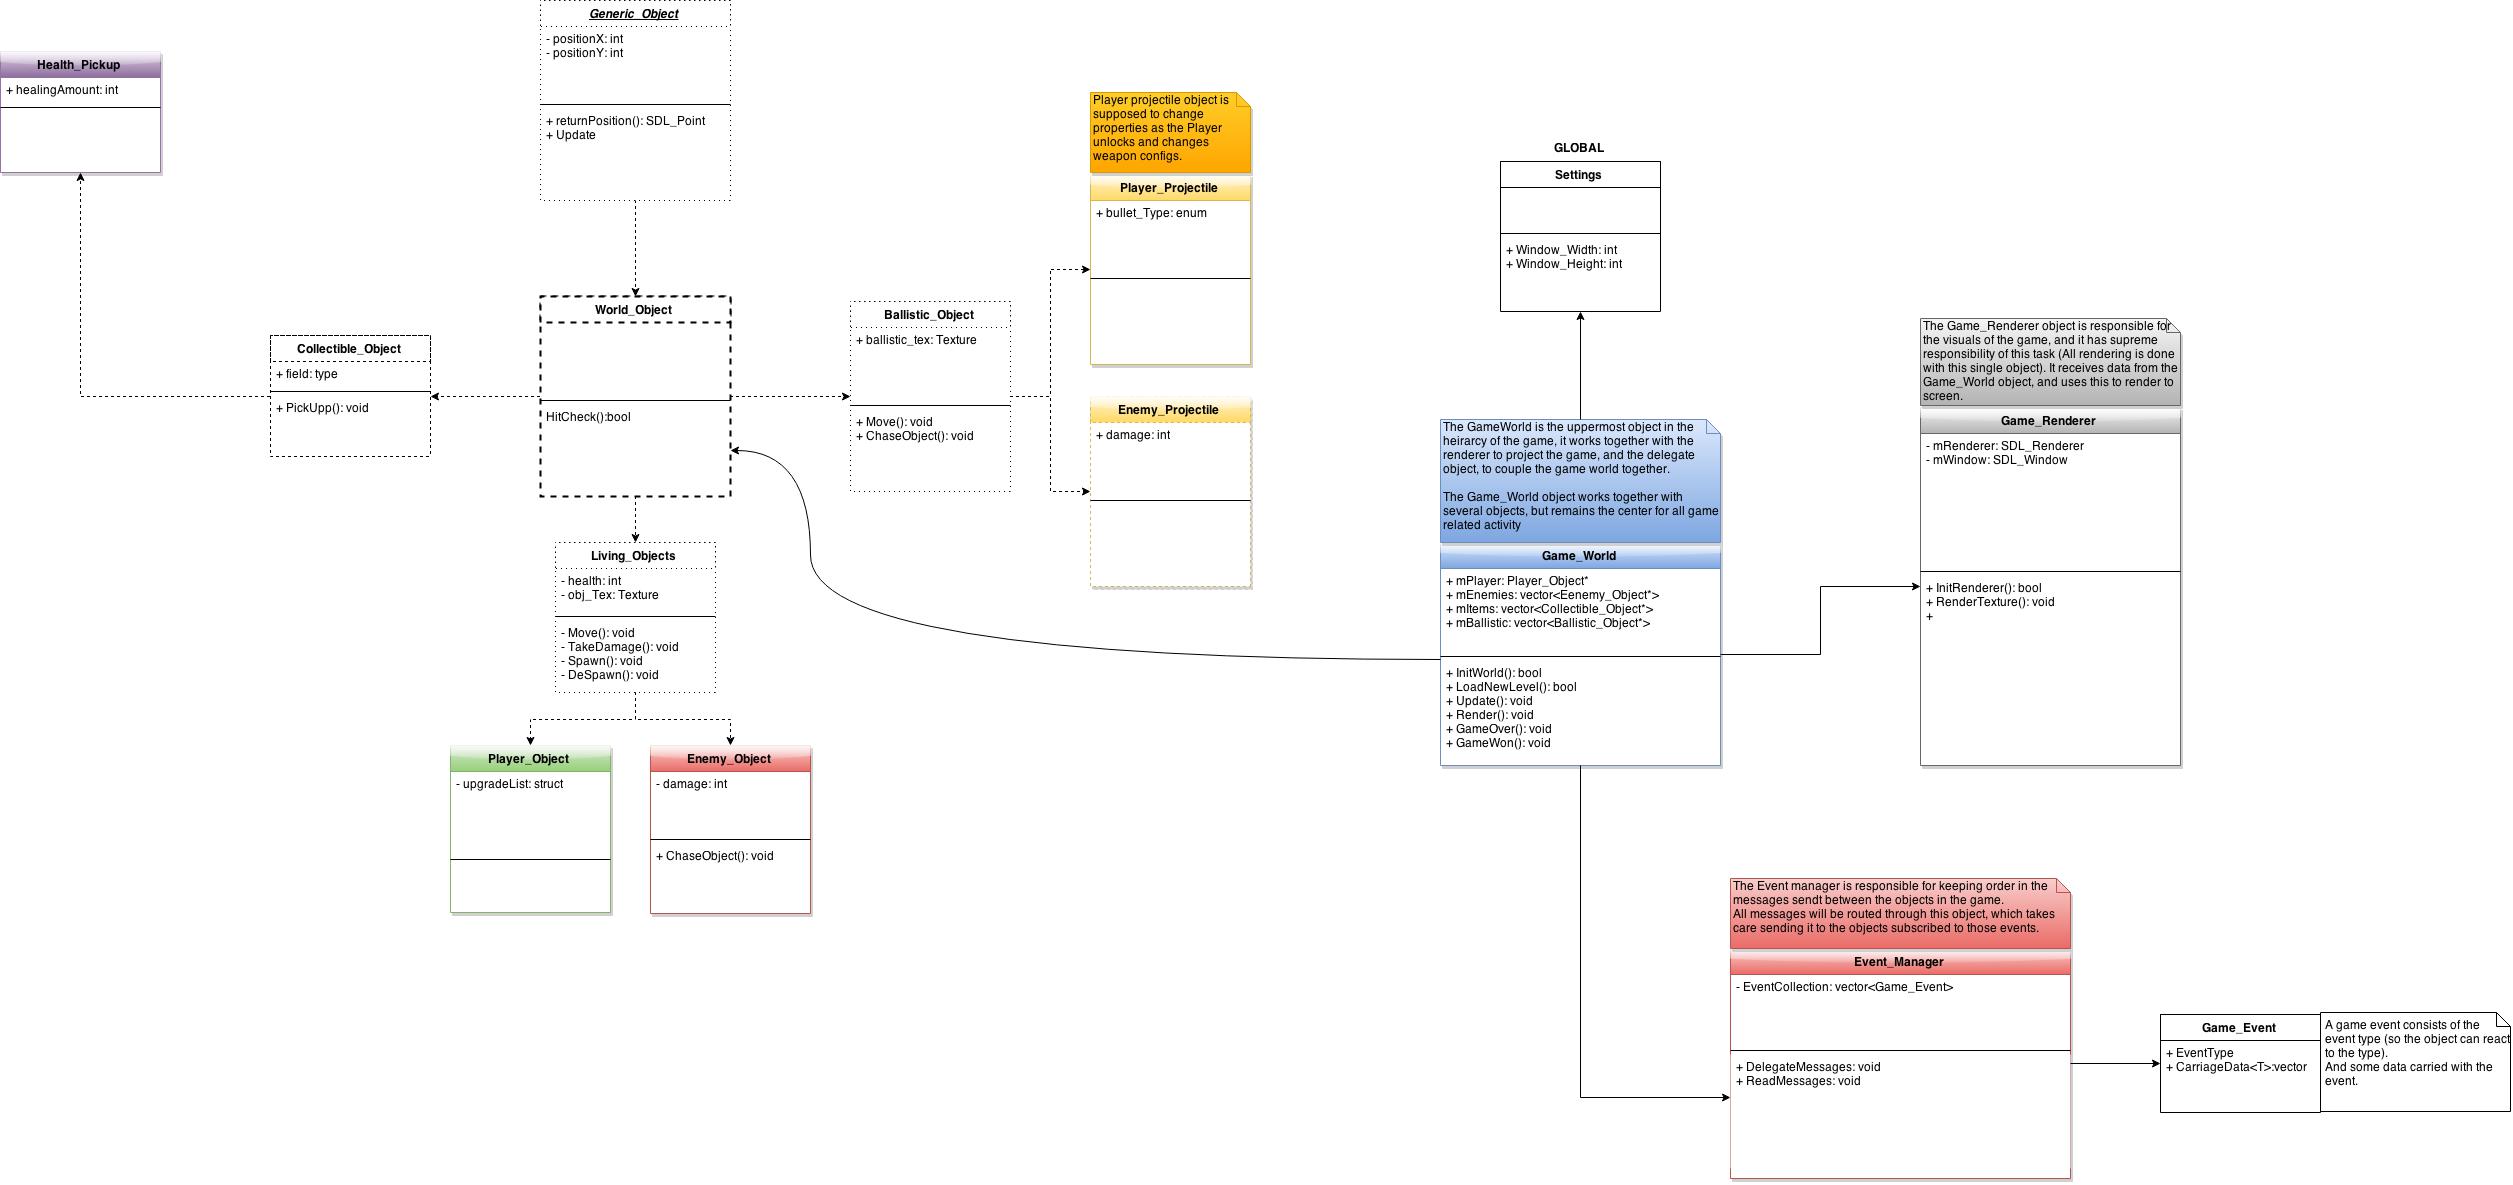 Generic_Object
- positionX: int
- positionY: int
+ returnPosition(): SDL_Point
+ Update
Health_Pickup
+ healingAmount: int
Player projectile object is
supposed to change
properties as the Player
unlocks and changes
weapon configs.
Player_Projectile
+ bullet_Type: enum
GLOBAL
Settings
+ Window_Width: int
+ Window_Height: int
World_Object
HitCheck():bool
Ballistic_Object
+ ballistic_tex: Texture
+ Move(): void
+ ChaseObject(): void
Collectible_Object
+ field: type
+ PickUpp(): void
Enemy_Projectile
+ damage: int
The Game_Renderer object is responsible for
the visuals of the game, and it has supreme
responsibility of this task (All rendering is done
with this single object). It receives data from the
Game_World object, and uses this to render to
screen.
Game_Renderer
- mRenderer: SDL_Renderer
- mWindow: SDL_Window
+ InitRenderer(): bool
+ RenderTexture(): void
+
The GameWorld is the uppermost object in the
heirarcy of the game, it works together with the
renderer to project the game, and the delegate
object, to couple the game world together.
The Game_World object works together with
several objects, but remains the center for all game
related activity
Game_World
+ mPlayer: Player_Object*
+ mEnemies: vector<Eenemy_Object*>
+ mItems: vector<Collectible_Object*>
+ mBallistic: vector<Ballistic_Object*>
+ InitWorld(): bool
+ LoadNewLevel(): bool
+ Update(): void
+ Render(): void
+ GameOver(): void
+ GameWon(): void
Living_Objects
- health: int
- obj_Tex: Texture
- Move(): void
- TakeDamage(): void
- Spawn(): void
- DeSpawn(): void
Player_Object
- upgradeList: struct
Enemy_Object
- damage: int
+ ChaseObject(): void
The Event manager is responsible for keeping order in the
messages sendt between the objects in the game.
All messages will be routed through this object, which takes
care sending it to the objects subscribed to those events.
Event_Manager
- EventCollection: vector<Game_Event>
+ DelegateMessages: void
+ ReadMessages: void
Game_Event
+ EventType
+ CarriageData<T>:vector
A game event consists of the
event type (so the object can react
to the type).
And some data carried with the
event.